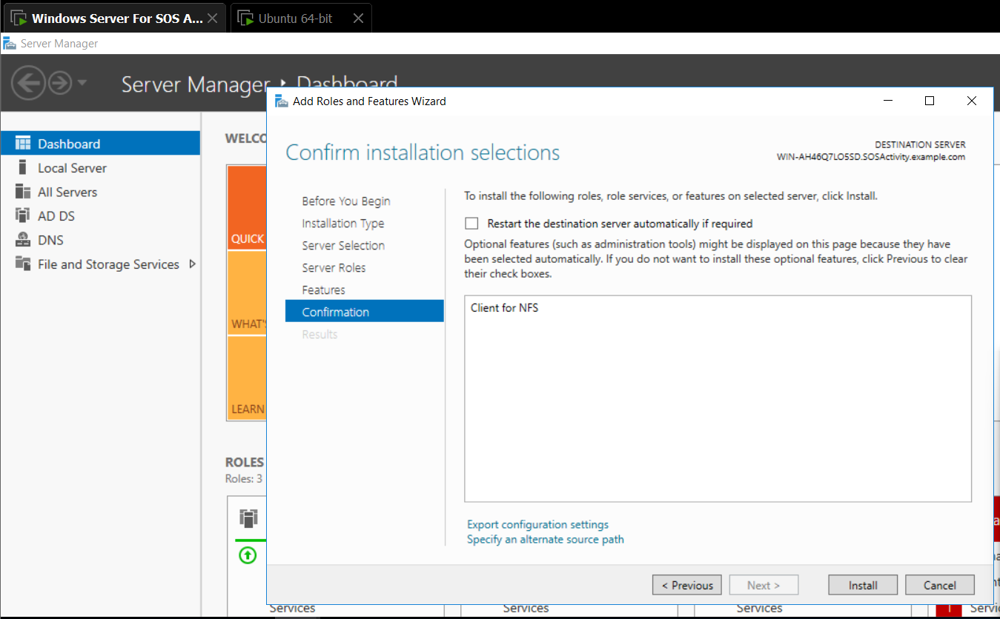 Windows Server For SOS A...
Ubuntu 64-bit
Server Manager
Server Manager
Dashboard
Add Roles and Features Wizard
Dashboard
Local Server
All Servers
AD DS
DNS
File and Storage Services
WELCO
QUICK
WHAT'S
LEARN
ROLES
Roles: 3
Confirm installation selections
DESTINATION SERVER
WIN-AH46Q7LO5SD.SOSActivity.example.com
Before You Begin
Installation Type
Server Selection
Server Roles
Features
Confirmation
Results
To install the following roles, role services, or features on selected server, click Install.
Restart the destination server automatically if required
Optional features (such as administration tools) might be displayed on this page because they have
been selected automatically. If you do not want to install these optional features, click Previous to clear
their check boxes.
Client for NFS
Export configuration settings
Specify an alternate source path
< Previous
Next >
Install
Cancel
Services
Services
Services
1
Servi